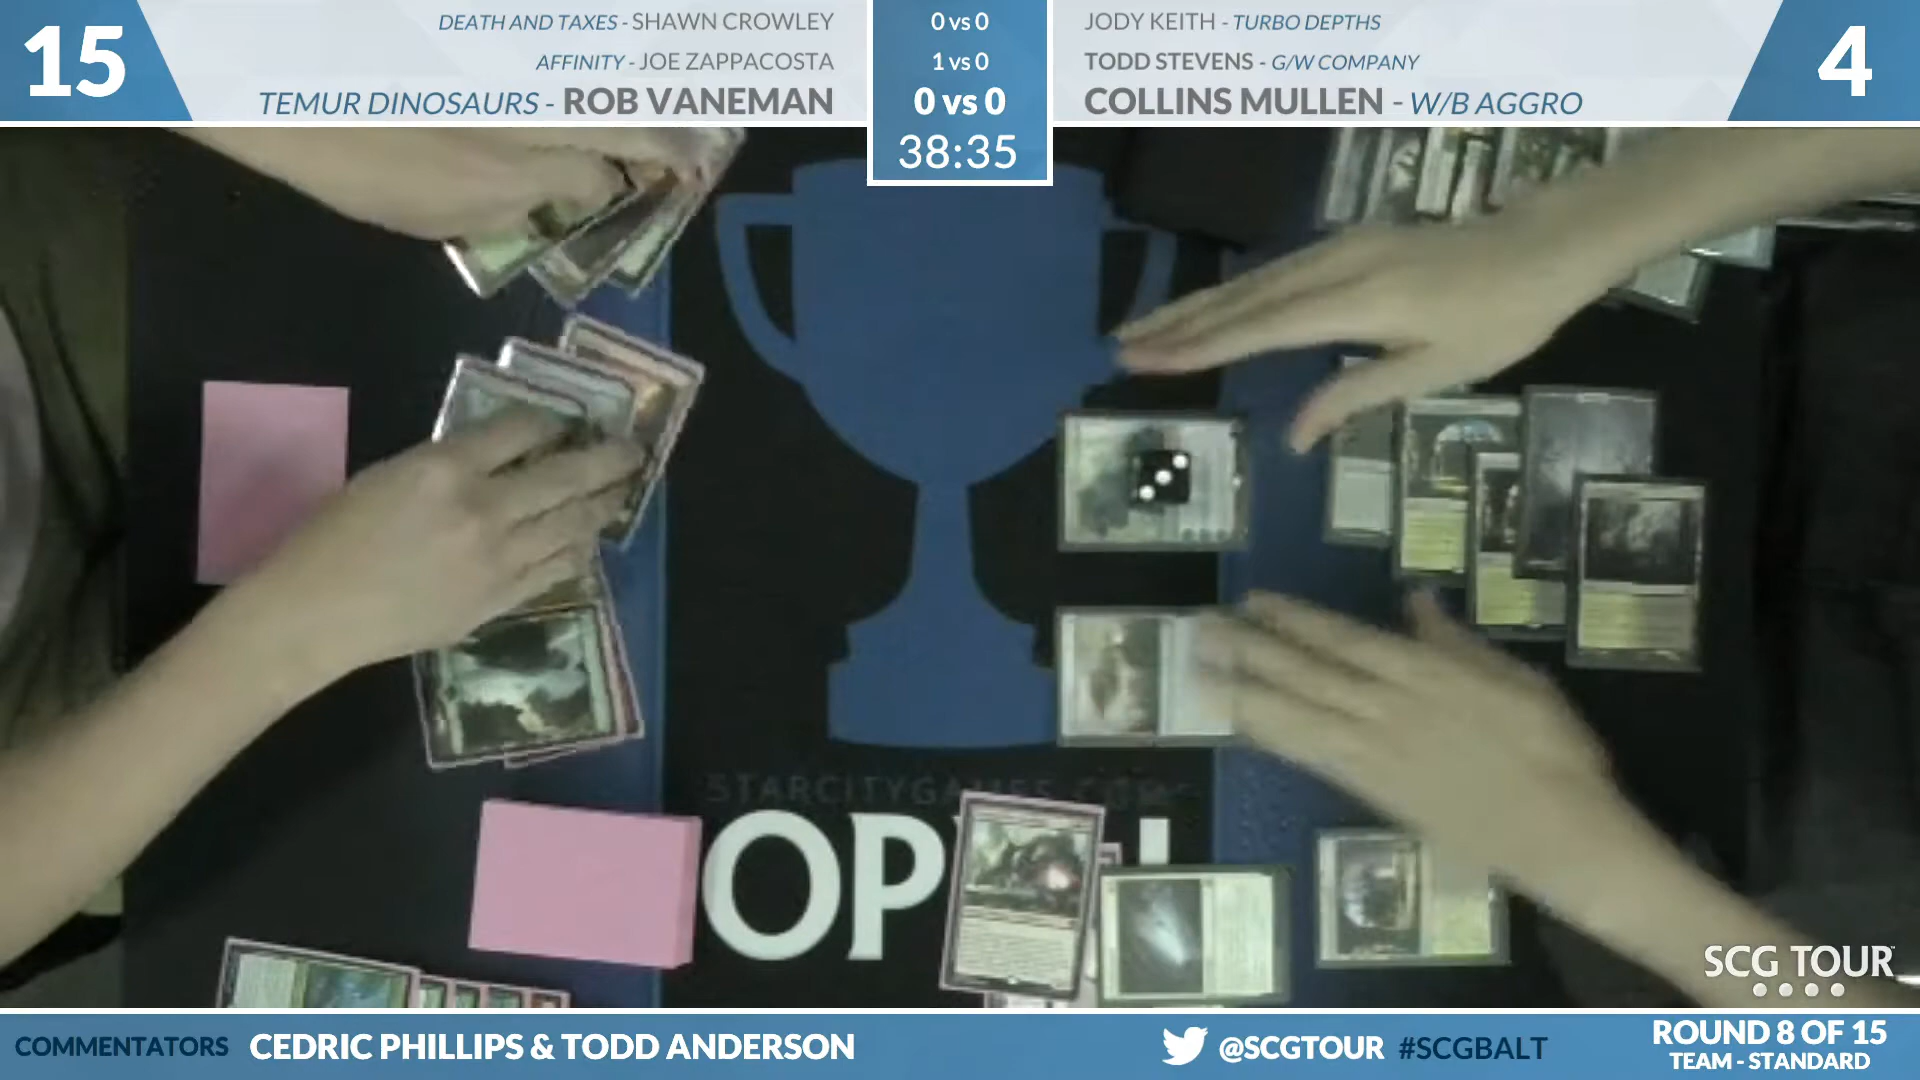 15
DEATH AND TAXES - SHAWN CROWLEY
0 vs 0
JODY KEITH - TURBO DEPTHS
4
AFFINITY - JOE ZAPPACOSTA
1 vs 0
TODD STEVENS - G/W COMPANY
TEMUR DINOSAURS - ROB VANEMAN
0 vs 0
COLLINS MULLEN - W/B AGGRO
38:35
STARCITYGAMES.COM
SCG TOUR
COMMENTATORS CEDRIC PHILLIPS & TODD ANDERSON
@SCGTOUR #SCGBALT
ROUND 8 OF 15
TEAM - STANDARD